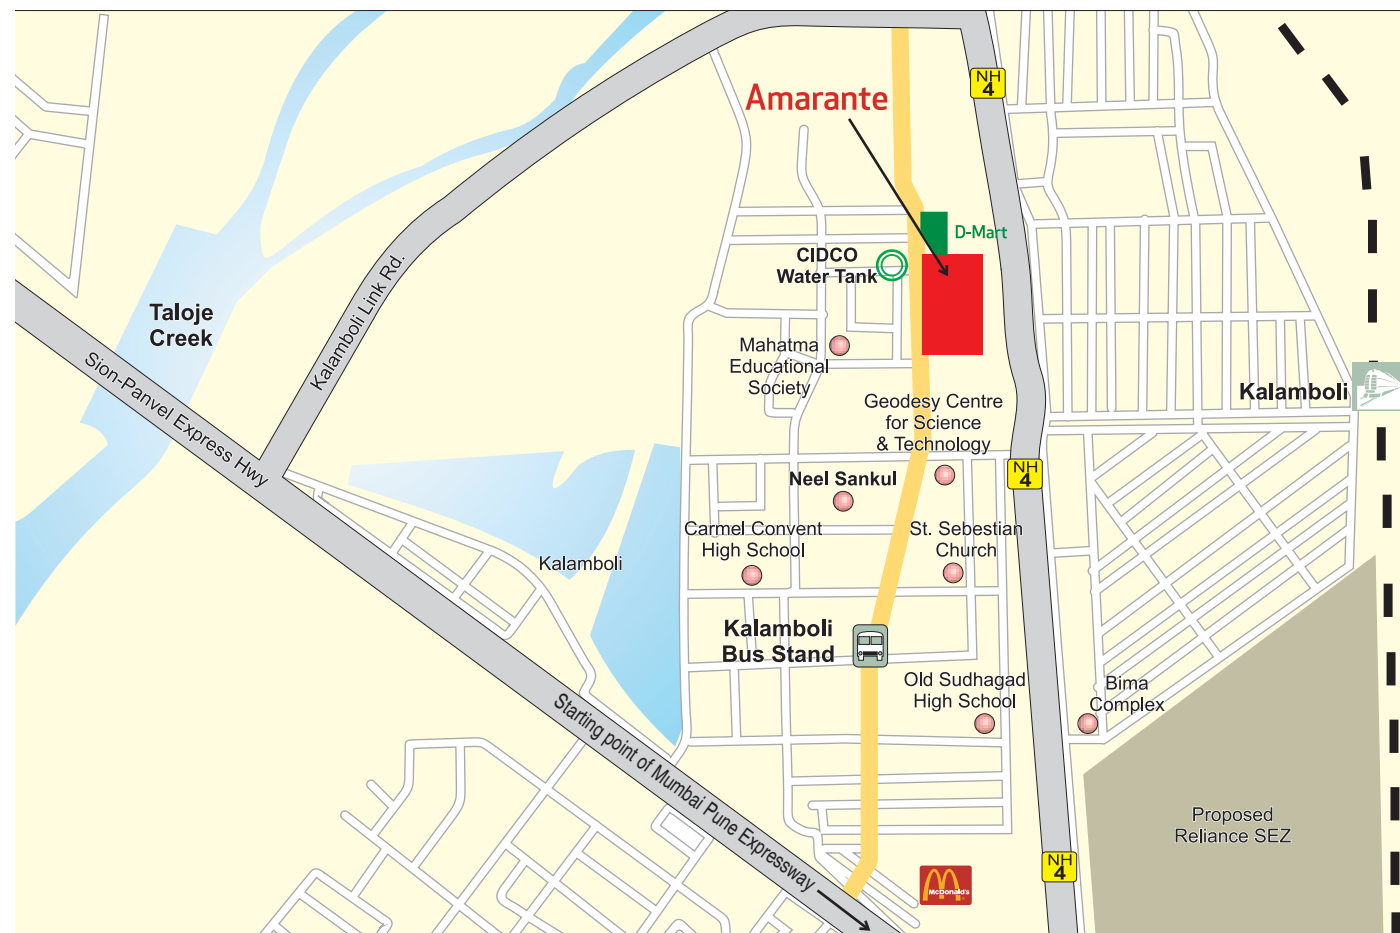 NH
4
Amarante
D-Mart
CIDCO
Water Tank
Kalamboli Link Rd.
Taloje
Creek
Mahatma
Educational
Society
Sion-Panvel Express Hwy
Kalamboli
Geodesy Centre
for Science
& Technology
NH
4
Neel Sankul
Carmel Convent
High School
St. Sebestian
Church
Kalamboli
Kalamboli
Bus Stand
Old Sudhagad
High School
Bima
Complex
Starting point of Mumbai Pune Expressway
Proposed
Reliance SEZ
NH
4
McDonald's